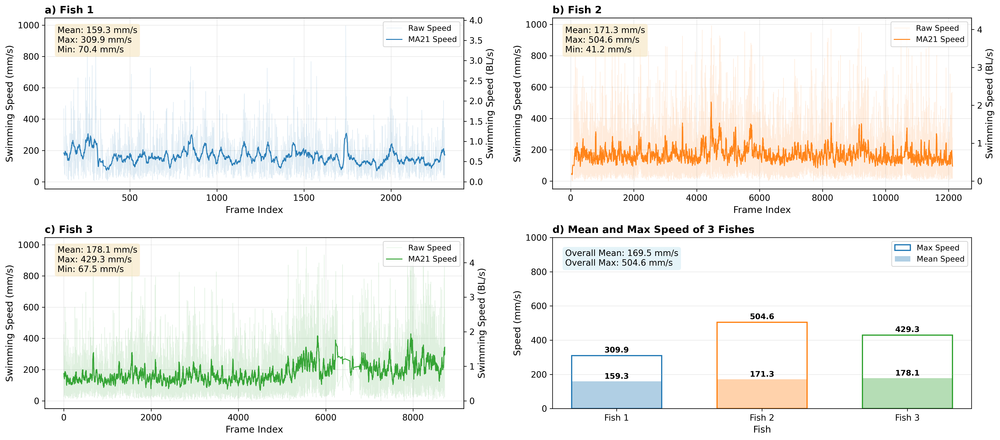 a) Fish 1
Mean: 159.3 mm/s
Max: 309.9 mm/s
Min: 70.4 mm/s
Raw Speed
MA21 Speed
Swimming Speed (mm/s)
1000
800
600
400
200
0
4.0
3.5
3.0
2.5
2.0
1.5
1.0
0.5
0.0
Swimming Speed (BL/s)
500
1000
1500
2000
Frame Index
b) Fish 2
Mean: 171.3 mm/s
Max: 504.6 mm/s
Min: 41.2 mm/s
Raw Speed
MA21 Speed
Swimming Speed (mm/s)
1000
800
600
400
200
0
4
3
2
1
0
Swimming Speed (BL/s)
0
2000
4000
6000
8000
10000
12000
Frame Index
c) Fish 3
Mean: 178.1 mm/s
Max: 429.3 mm/s
Min: 67.5 mm/s
Raw Speed
MA21 Speed
Swimming Speed (mm/s)
1000
800
600
400
200
0
4
3
2
1
0
Swimming Speed (BL/s)
0
2000
4000
6000
8000
Frame Index
d) Mean and Max Speed of 3 Fishes
Overall Mean: 169.5 mm/s
Overall Max: 504.6 mm/s
Max Speed
Mean Speed
Speed (mm/s)
1000
800
600
400
200
0
309.9
159.3
504.6
171.3
429.3
178.1
Fish 1
Fish 2
Fish 3
Fish